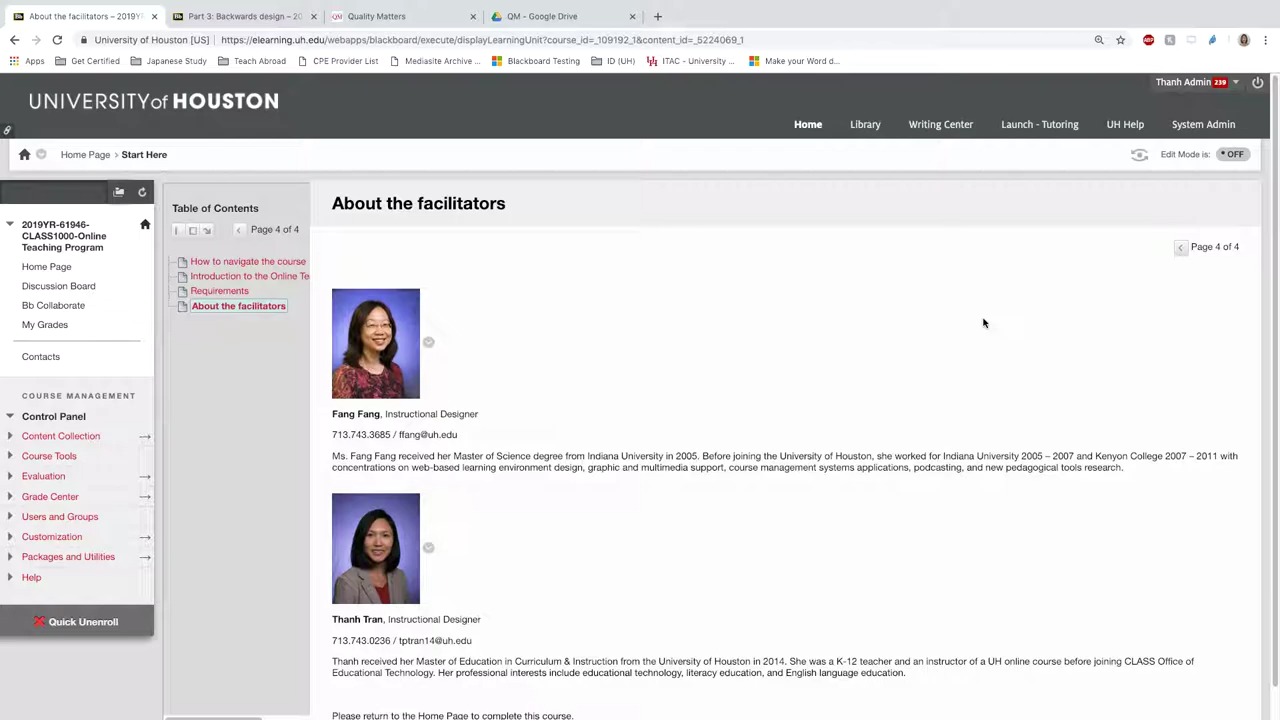 About the facilitators – 2019Y
Part 3: Backwards design – 20
Quality Matters
QM - Google Drive
University of Houston [US]
https://elearning.uh.edu/webapps/blackboard/execute/displayLearningUnit?course_id=_109192_1&content_id=_5224069_1
Apps
Get Certified
Japanese Study
Teach Abroad
CPE Provider List
Mediasite Archive ...
Blackboard Testing
ID (UH)
ITAC - University ...
Make your Word d...
Thanh Admin 239
UNIVERSITY of HOUSTON
Home
Library
Writing Center
Launch - Tutoring
UH Help
System Admin
Home Page > Start Here
Edit Mode is: OFF
2019YR-61946-
CLASS1000-Online
Teaching Program
Home Page
Discussion Board
Bb Collaborate
My Grades
Contacts
COURSE MANAGEMENT
Control Panel
Content Collection
Course Tools
Evaluation
Grade Center
Users and Groups
Customization
Packages and Utilities
Help
Quick Unenroll
Table of Contents
Page 4 of 4
How to navigate the course
Introduction to the Online Te
Requirements
About the facilitators
About the facilitators
Page 4 of 4
Fang Fang, Instructional Designer
713.743.3685 / ffang@uh.edu
Ms. Fang Fang received her Master of Science degree from Indiana University in 2005. Before joining the University of Houston, she worked for Indiana University 2005 – 2007 and Kenyon College 2007 – 2011 with
concentrations on web-based learning environment design, graphic and multimedia support, course management systems applications, podcasting, and new pedagogical tools research.
Thanh Tran, Instructional Designer
713.743.0236 / tptran14@uh.edu
Thanh received her Master of Education in Curriculum & Instruction from the University of Houston in 2014. She was a K-12 teacher and an instructor of a UH online course before joining CLASS Office of
Educational Technology. Her professional interests include educational technology, literacy education, and English language education.
Please return to the Home Page to complete this course.